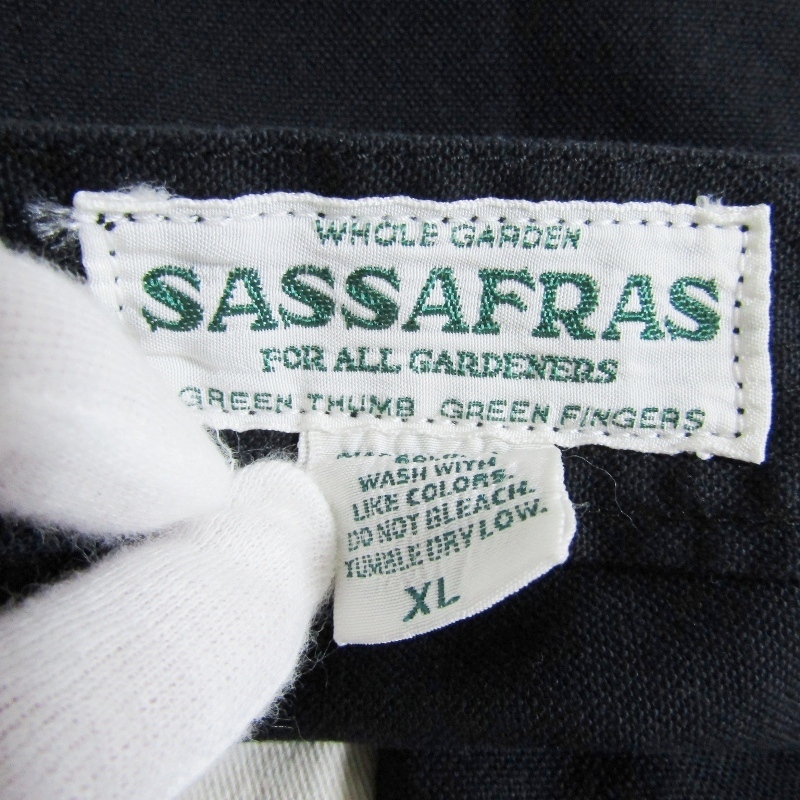 WHOLE GARDEN
SASSAFRAS
FOR ALL GARDENERS
GREEN THUMB GREEN FINGERS
WASH WITH
LIKE COLORS.
DO NOT BLEACH.
TUMBLE DRY LOW.
XL